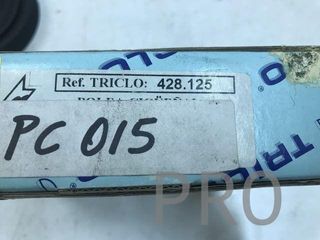 Ref. TRICLO: 428.125
PC 015
TRICLO
PRO